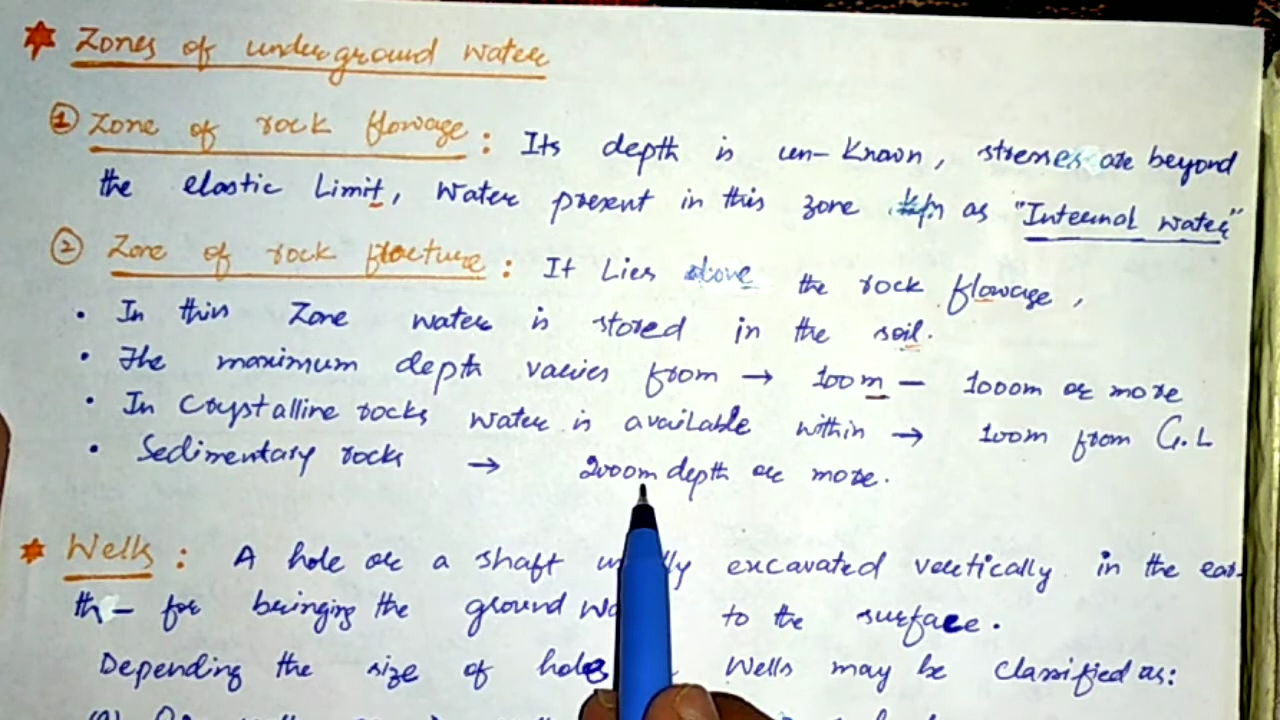 Zones of underground water
① Zone of rock flowage : Its depth is un-known, stresses are beyond
the elastic Limit, Water present in this zone as "Internal water"
② Zone of rock fracture : It Lies above the rock flowage,
• In this Zone water is stored in the soil.
• The maximum depth varies from → 100m – 1000m or more
• In Crystalline rocks water is available within → 100m from G.L
• Sedimentary rocks → 2000m depth or more.
Wells : A hole or a shaft excavated vertically in the ear-
th – for bringing the ground to the surface.
Depending the size of holes Wells may be classified as: